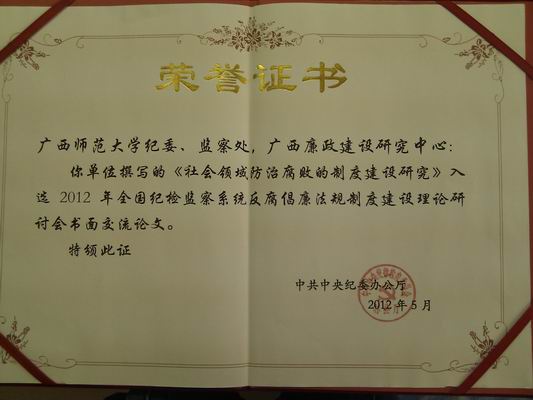 荣誉证书
广西师范大学纪委、监察处，广西廉政建设研究中心：
你单位撰写的《社会领域防治腐败的制度建设研究》入
选 2012 年全国纪检监察系统反腐倡廉法规制度建设理论研
讨会书面交流论文。
特颁此证
中共中央纪委办公厅
2012 年 5 月